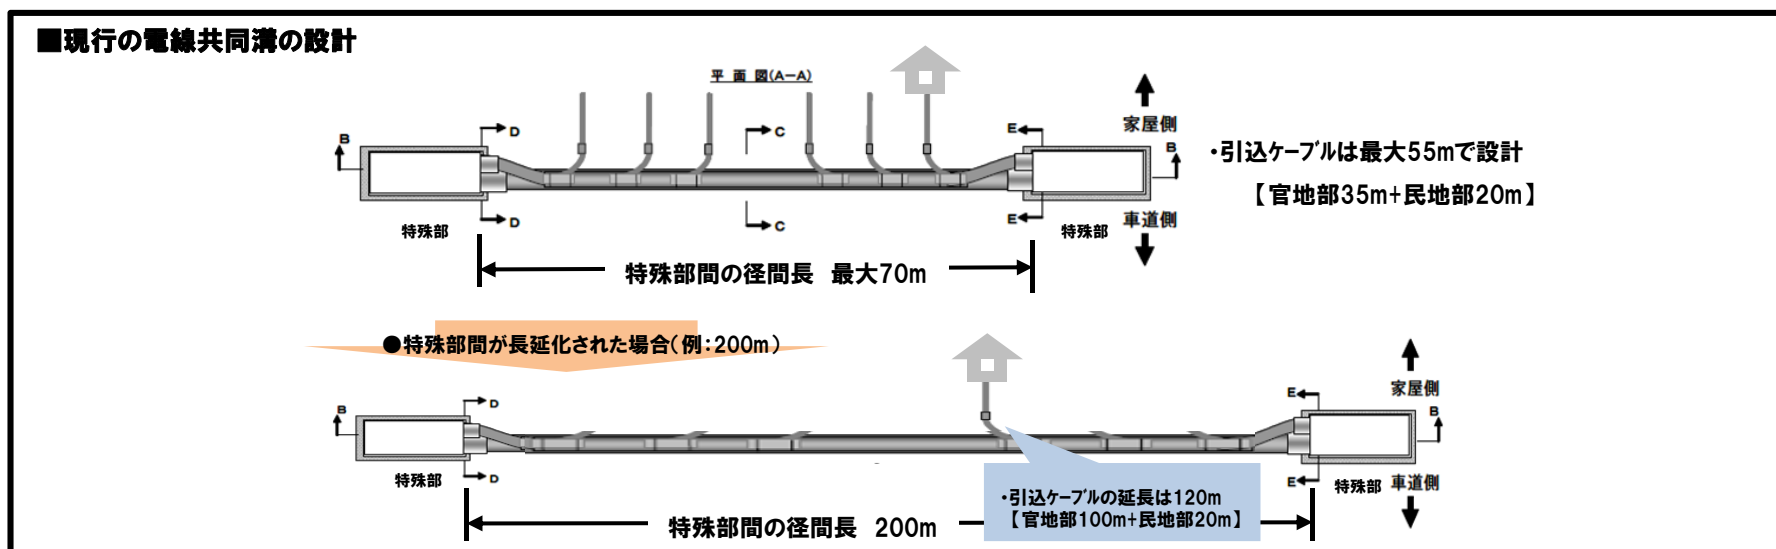 ■現行の電線共同溝の設計
平面図(A-A)
B
D
C
E
家屋側
B
・引込ケーブルは最大55mで設計
【官地部35m+民地部20m】
特殊部
D
C
E
特殊部
車道側
特殊部間の径間長 最大70m
●特殊部間が長延化された場合(例:200m)
B
D
E
家屋側
B
特殊部
D
E
特殊部
車道側
・引込ケーブルの延長は120m
【官地部100m+民地部20m】
特殊部間の径間長 200m